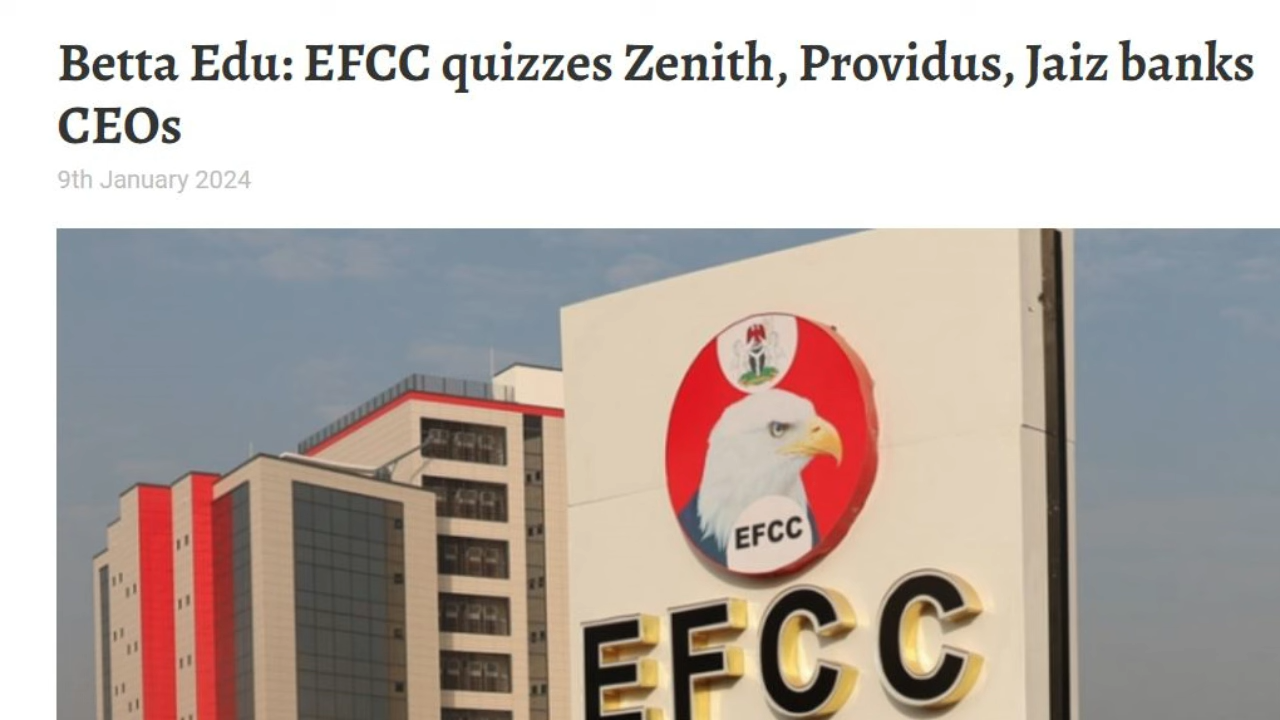 Betta Edu: EFCC quizzes Zenith, Providus, Jaiz banks
CEOs
9th January 2024
EFCC
EFCC